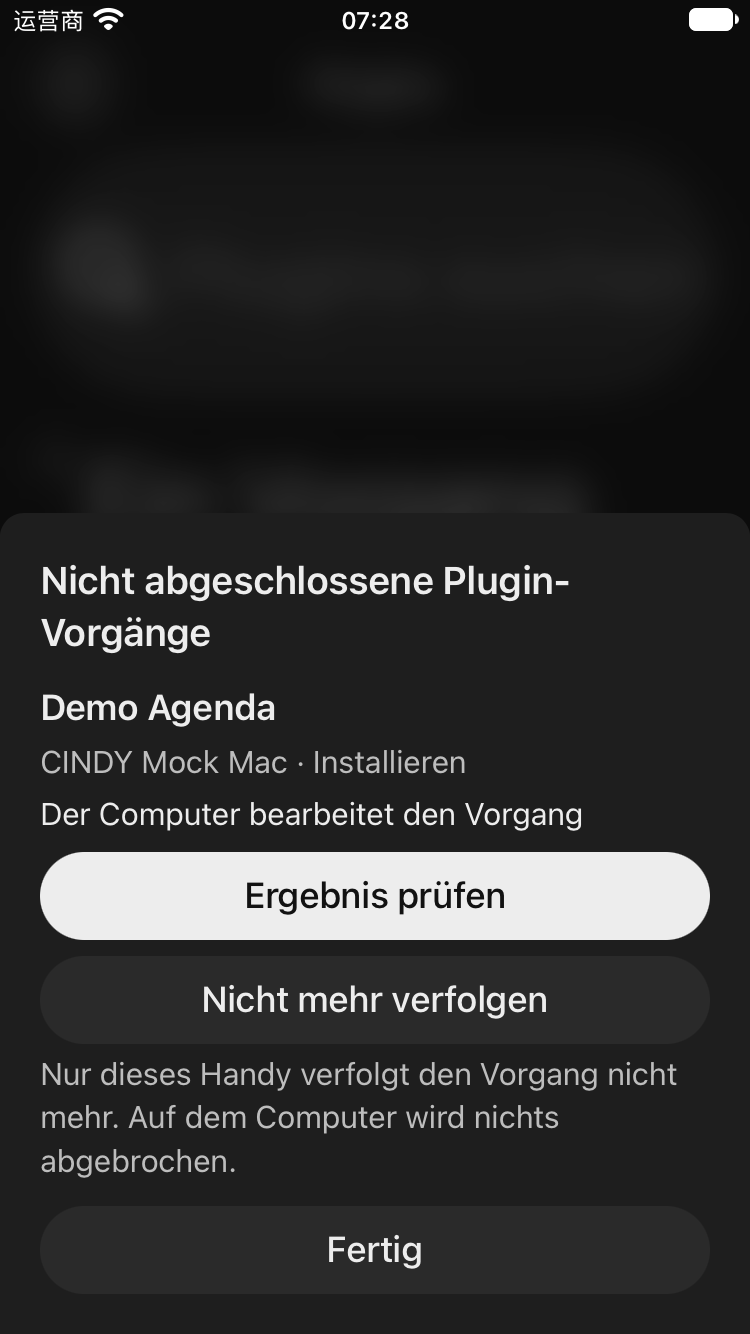 运营商
07:28
Nicht abgeschlossene Plugin-
Vorgänge
Demo Agenda
CINDY Mock Mac · Installieren
Der Computer bearbeitet den Vorgang
Ergebnis prüfen
Nicht mehr verfolgen
Nur dieses Handy verfolgt den Vorgang nicht
mehr. Auf dem Computer wird nichts
abgebrochen.
Fertig